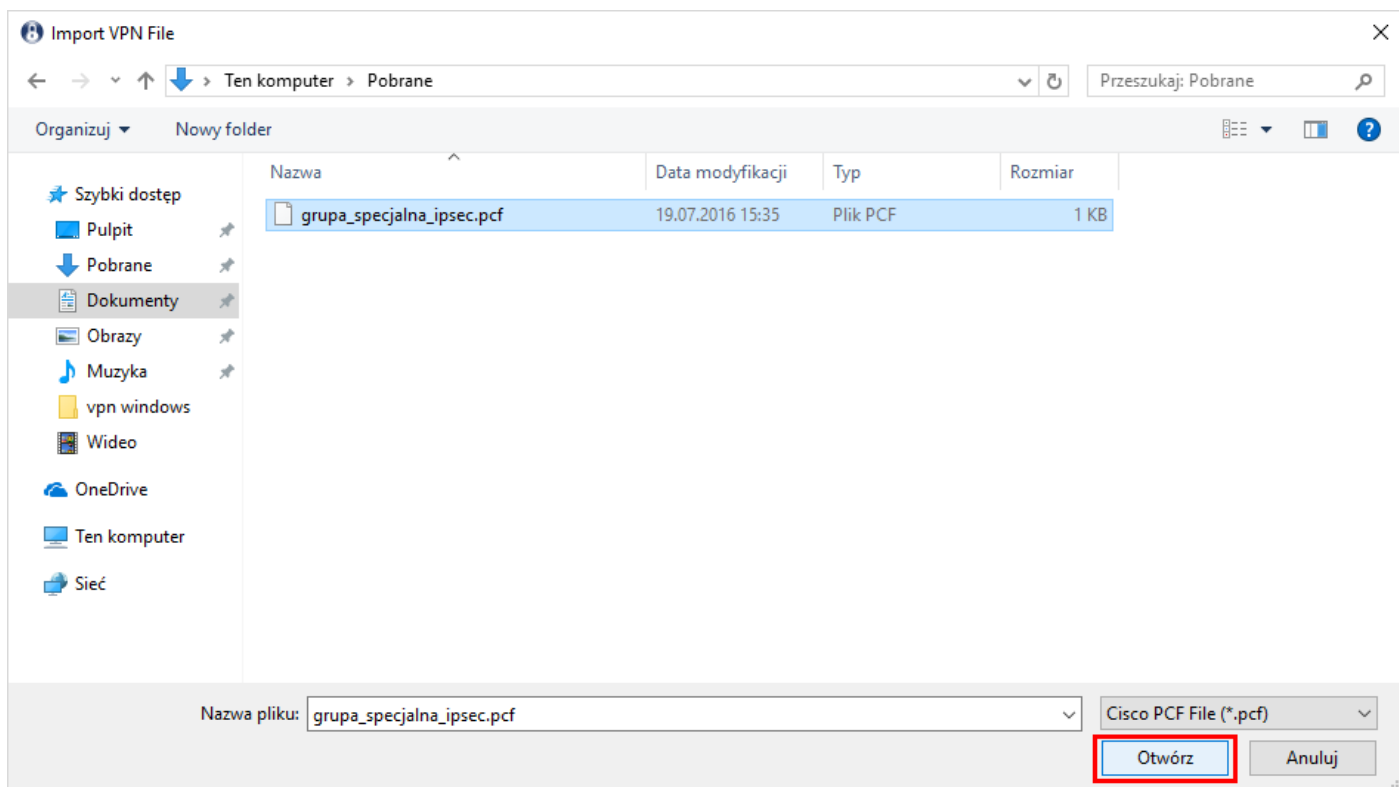 Import VPN File
Ten komputer > Pobrane
Przeszukaj: Pobrane
Organizuj
Nowy folder
Nazwa Data modyfikacji Typ Rozmiar
grupa_specjalna_ipsec.pcf 19.07.2016 15:35 Plik PCF 1 KB
Szybki dostęp
Pulpit
Pobrane
Dokumenty
Obrazy
Muzyka
vpn windows
Wideo
OneDrive
Ten komputer
Sieć
Nazwa pliku: grupa_specjalna_ipsec.pcf Cisco PCF File (*.pcf)
Otwórz Anuluj